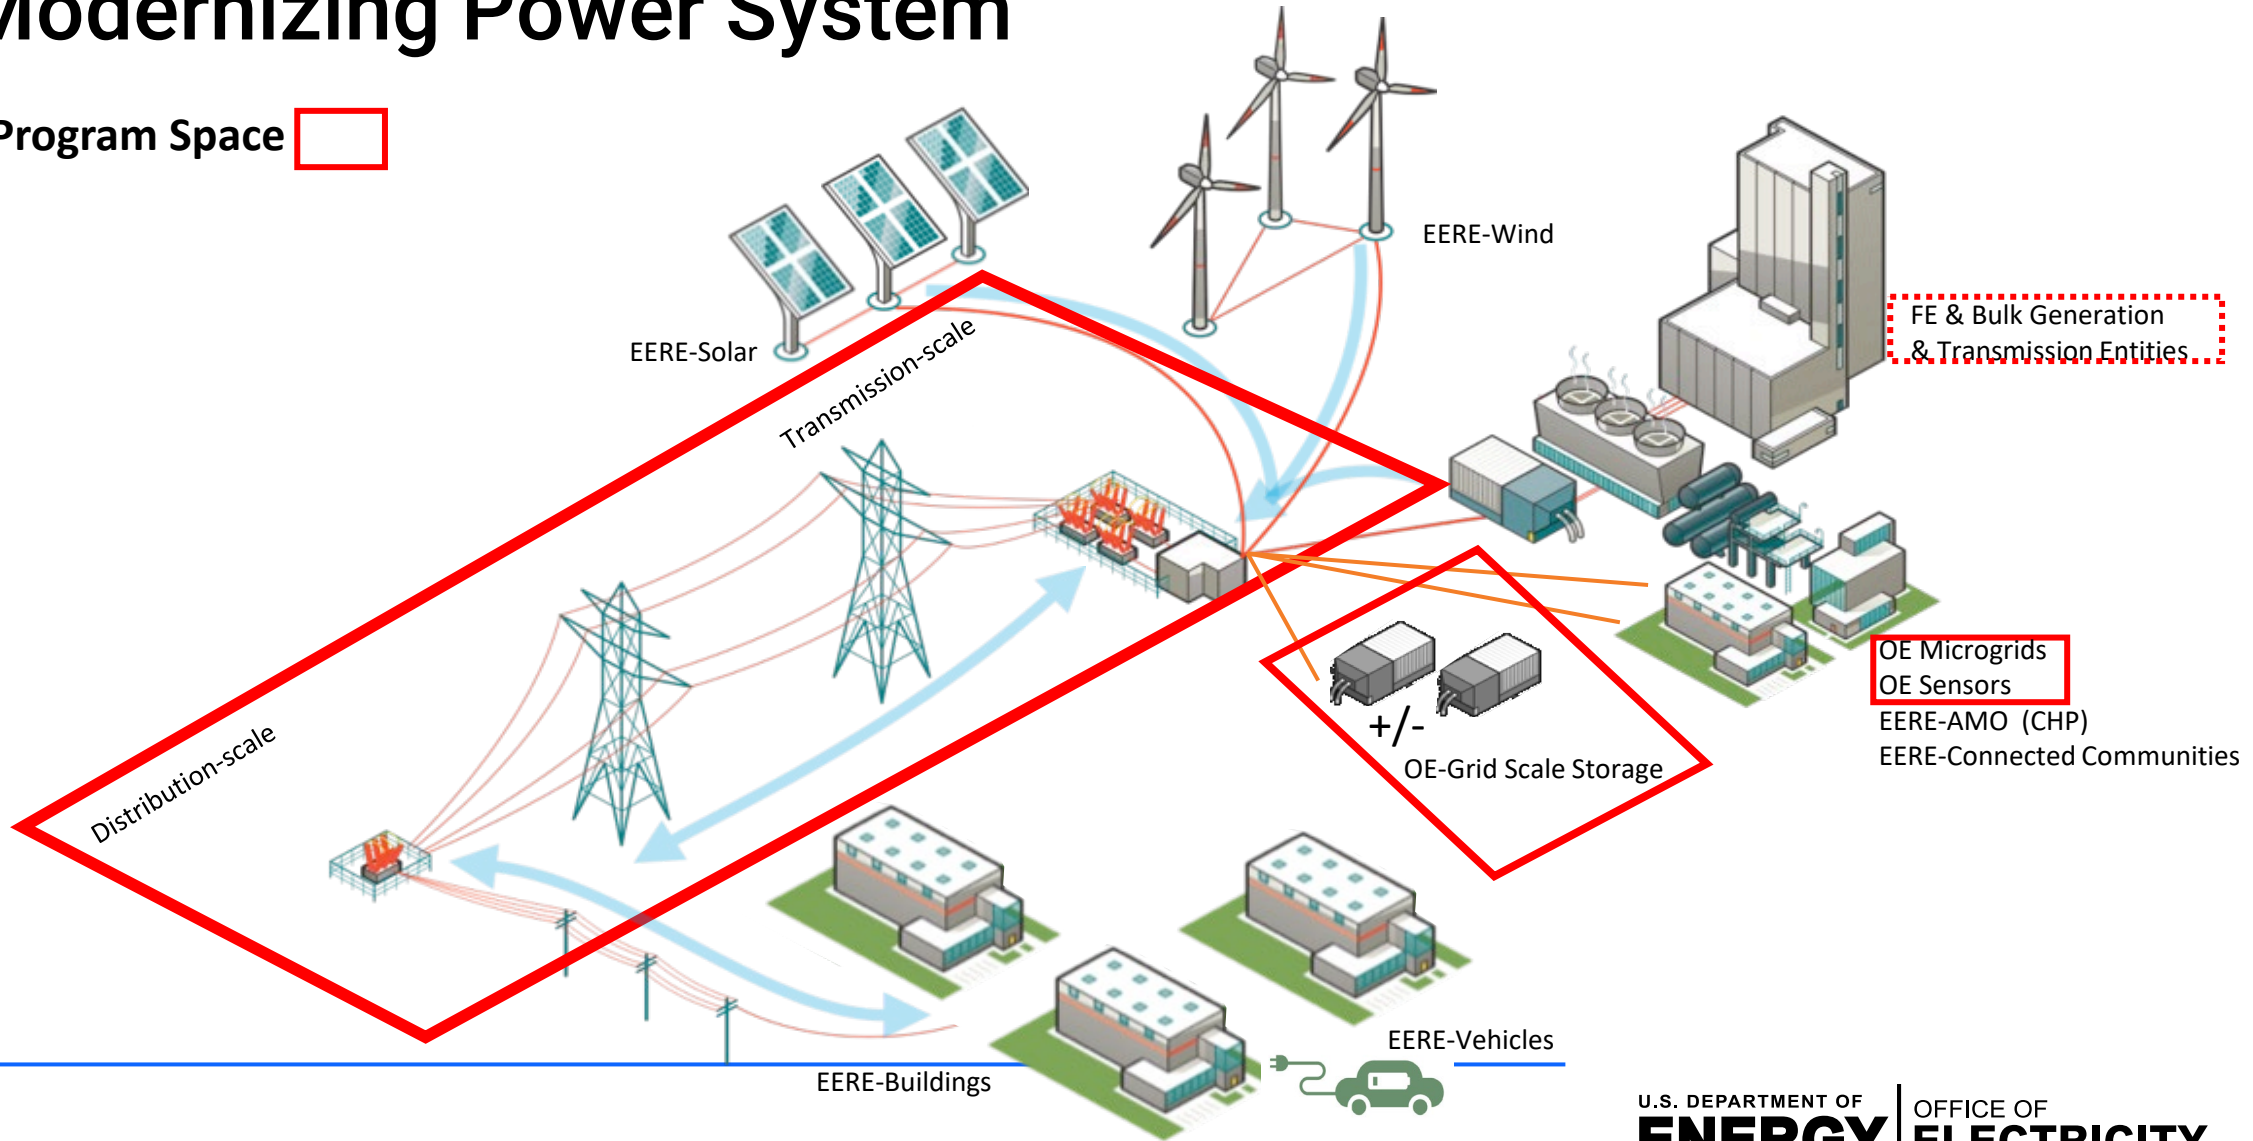 Modernizing Power System
Program Space
EERE-Wind
FE & Bulk Generation
& Transmission Entities
EERE-Solar
Transmission-scale
OE Microgrids
OE Sensors
EERE-AMO (CHP)
EERE-Connected Communities
+/-
OE-Grid Scale Storage
Distribution-scale
EERE-Vehicles
EERE-Buildings
U.S. DEPARTMENT OF
ENERGY
OFFICE OF
ELECTRICITY